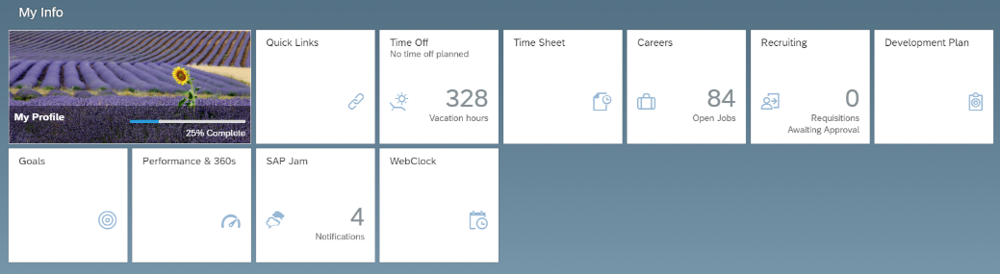 My Info
My Profile
25% Complete
Quick Links
Time Off
No time off planned
328
Vacation hours
Time Sheet
Careers
84
Open Jobs
Recruiting
0
Requisitions
Awaiting Approval
Development Plan
Goals
Performance & 360s
SAP Jam
4
Notifications
WebClock